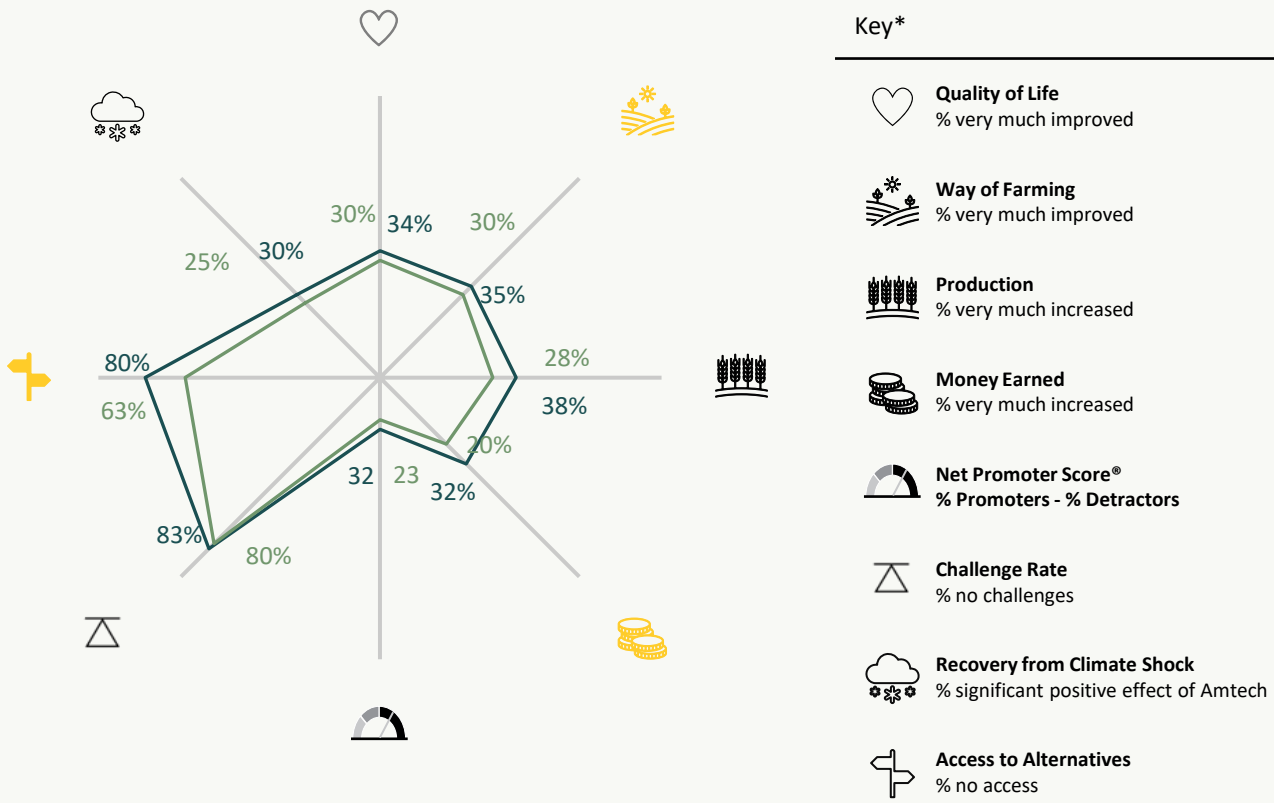 30%
34%
30%
25%
30%
35%
80%
63%
28%
38%
20%
32
23
32%
83%
80%
Key*
Quality of Life
% very much improved
Way of Farming
% very much improved
Production
% very much increased
Money Earned
% very much increased
Net Promoter Score®
% Promoters - % Detractors
Challenge Rate
% no challenges
Recovery from Climate Shock
% significant positive effect of Amtech
Access to Alternatives
% no access